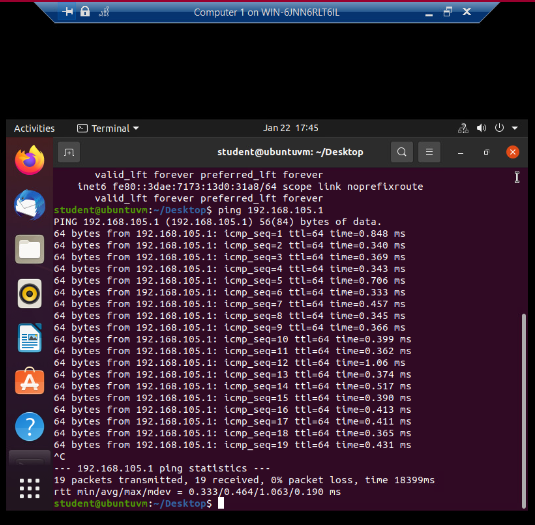 Computer 1 on WIN-6JNN6RLT6IL
Activities
Terminal
Jan 22 17:45
student@ubuntuvm: ~/Desktop
valid_lft forever preferred_lft forever
inet6 fe80::3dae:7173:13d0:31a8/64 scope link noprefixroute
valid_lft forever preferred_lft forever
student@ubuntuvm:~/Desktop$ ping 192.168.105.1
PING 192.168.105.1 (192.168.105.1) 56(84) bytes of data.
64 bytes from 192.168.105.1: icmp_seq=1 ttl=64 time=0.848 ms
64 bytes from 192.168.105.1: icmp_seq=2 ttl=64 time=0.340 ms
64 bytes from 192.168.105.1: icmp_seq=3 ttl=64 time=0.369 ms
64 bytes from 192.168.105.1: icmp_seq=4 ttl=64 time=0.343 ms
64 bytes from 192.168.105.1: icmp_seq=5 ttl=64 time=0.706 ms
64 bytes from 192.168.105.1: icmp_seq=6 ttl=64 time=0.333 ms
64 bytes from 192.168.105.1: icmp_seq=7 ttl=64 time=0.457 ms
64 bytes from 192.168.105.1: icmp_seq=8 ttl=64 time=0.345 ms
64 bytes from 192.168.105.1: icmp_seq=9 ttl=64 time=0.366 ms
64 bytes from 192.168.105.1: icmp_seq=10 ttl=64 time=0.399 ms
64 bytes from 192.168.105.1: icmp_seq=11 ttl=64 time=0.362 ms
64 bytes from 192.168.105.1: icmp_seq=12 ttl=64 time=1.06 ms
64 bytes from 192.168.105.1: icmp_seq=13 ttl=64 time=0.374 ms
64 bytes from 192.168.105.1: icmp_seq=14 ttl=64 time=0.517 ms
64 bytes from 192.168.105.1: icmp_seq=15 ttl=64 time=0.390 ms
64 bytes from 192.168.105.1: icmp_seq=16 ttl=64 time=0.413 ms
64 bytes from 192.168.105.1: icmp_seq=17 ttl=64 time=0.411 ms
64 bytes from 192.168.105.1: icmp_seq=18 ttl=64 time=0.365 ms
64 bytes from 192.168.105.1: icmp_seq=19 ttl=64 time=0.431 ms
^C
--- 192.168.105.1 ping statistics ---
19 packets transmitted, 19 received, 0% packet loss, time 18399ms
rtt min/avg/max/mdev = 0.333/0.464/1.063/0.190 ms
student@ubuntuvm:~/Desktop$